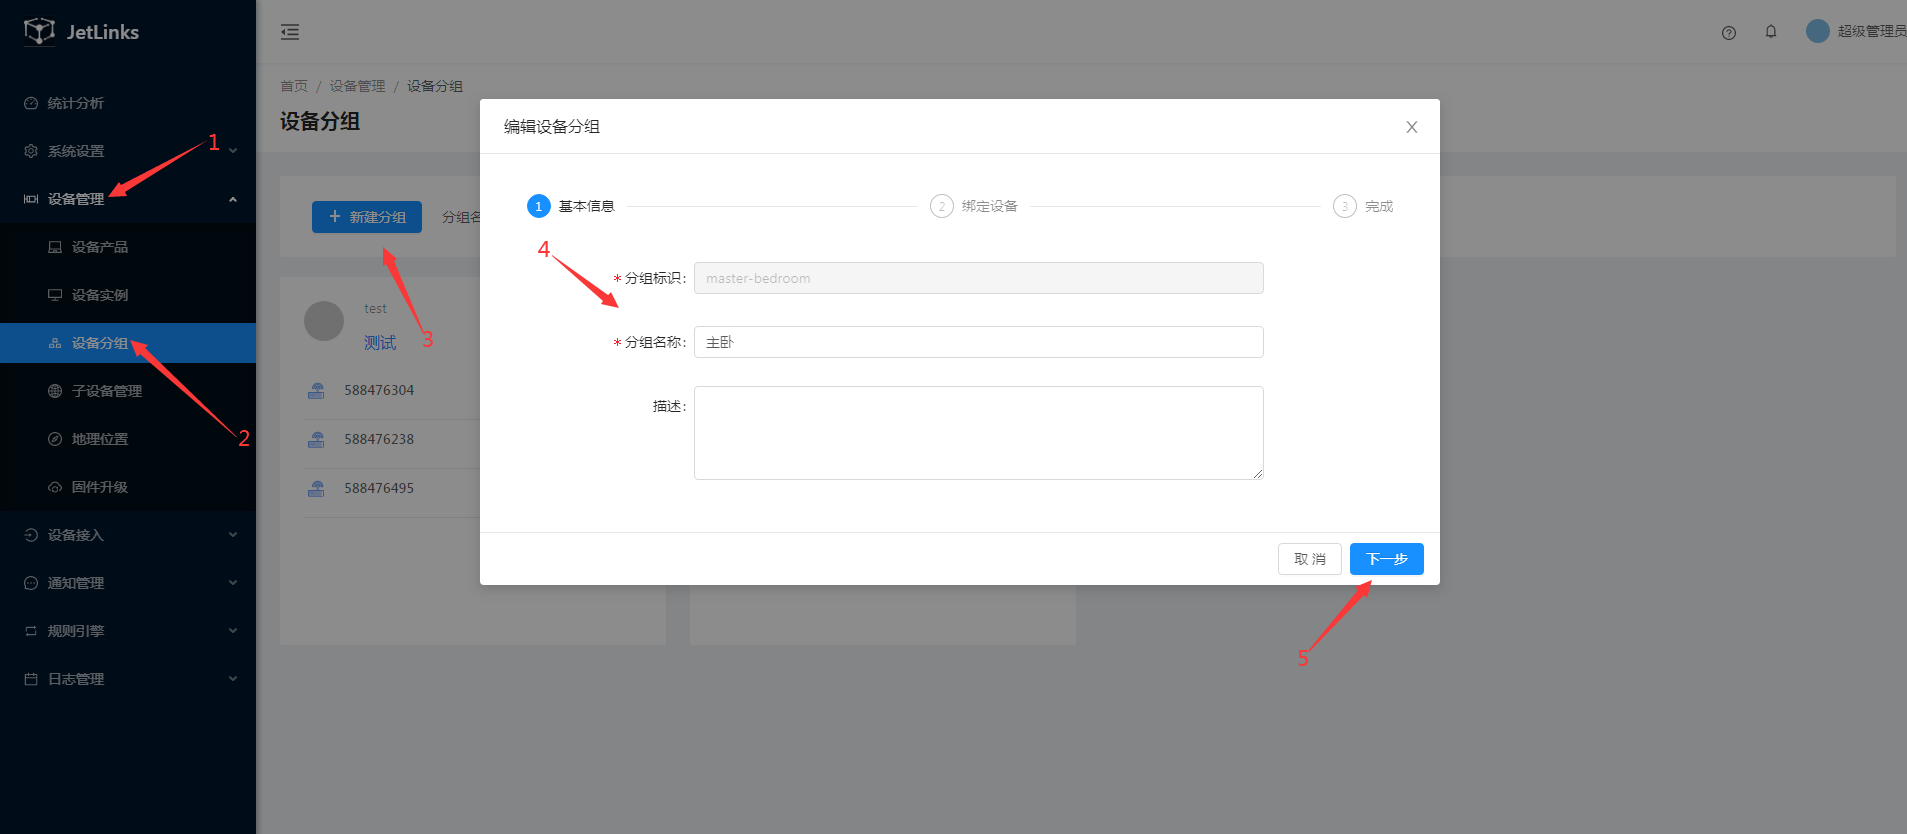 JetLinks
超级管理员
统计分析
系统设置
1
设备管理
设备产品
设备实例
设备分组
2
子设备管理
地理位置
固件升级
设备接入
通知管理
规则引擎
日志管理
首页 / 设备管理 / 设备分组
设备分组
+ 新建分组
分组名
3
test
测试
588476304
588476238
588476495
编辑设备分组
1 基本信息
2 绑定设备
3 完成
4
* 分组标识: master-bedroom
* 分组名称: 主卧
描述:
取 消
下一步
5